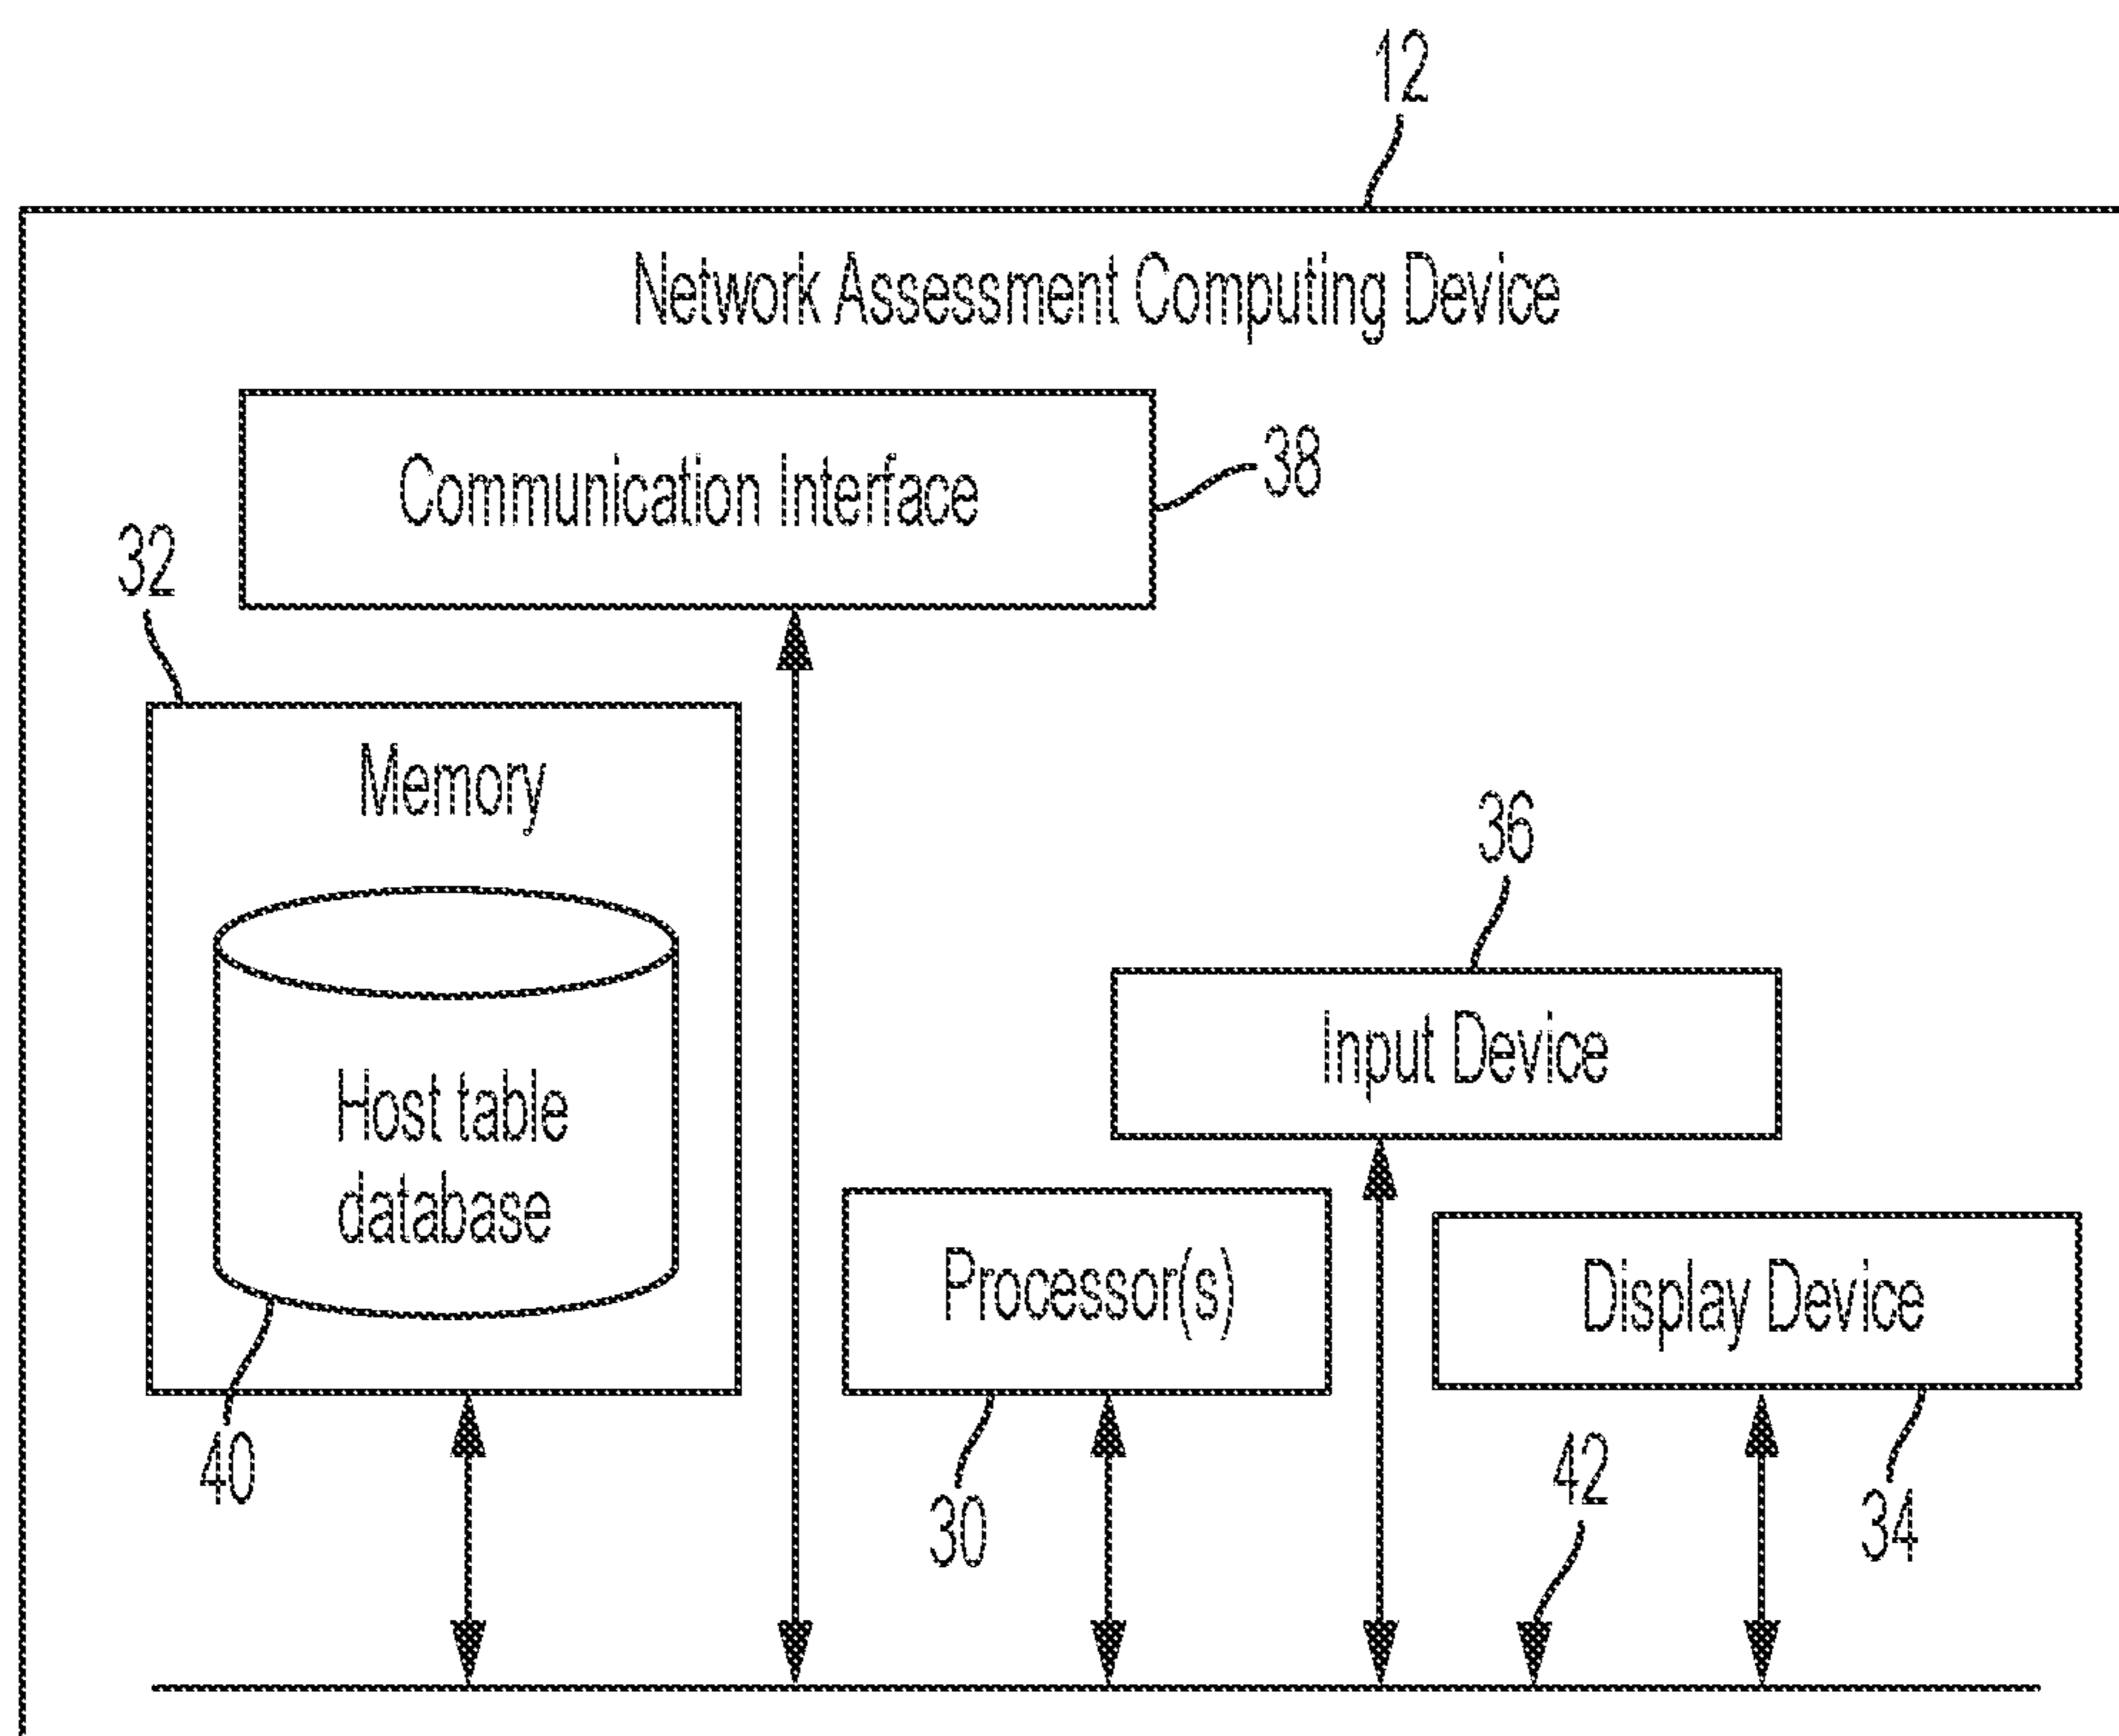 12
Network Assessment Computing Device
Communication Interface
38
32
Memory
36
Input Device
Host table
database
Processor(s)
Display Device
40
30
42
34